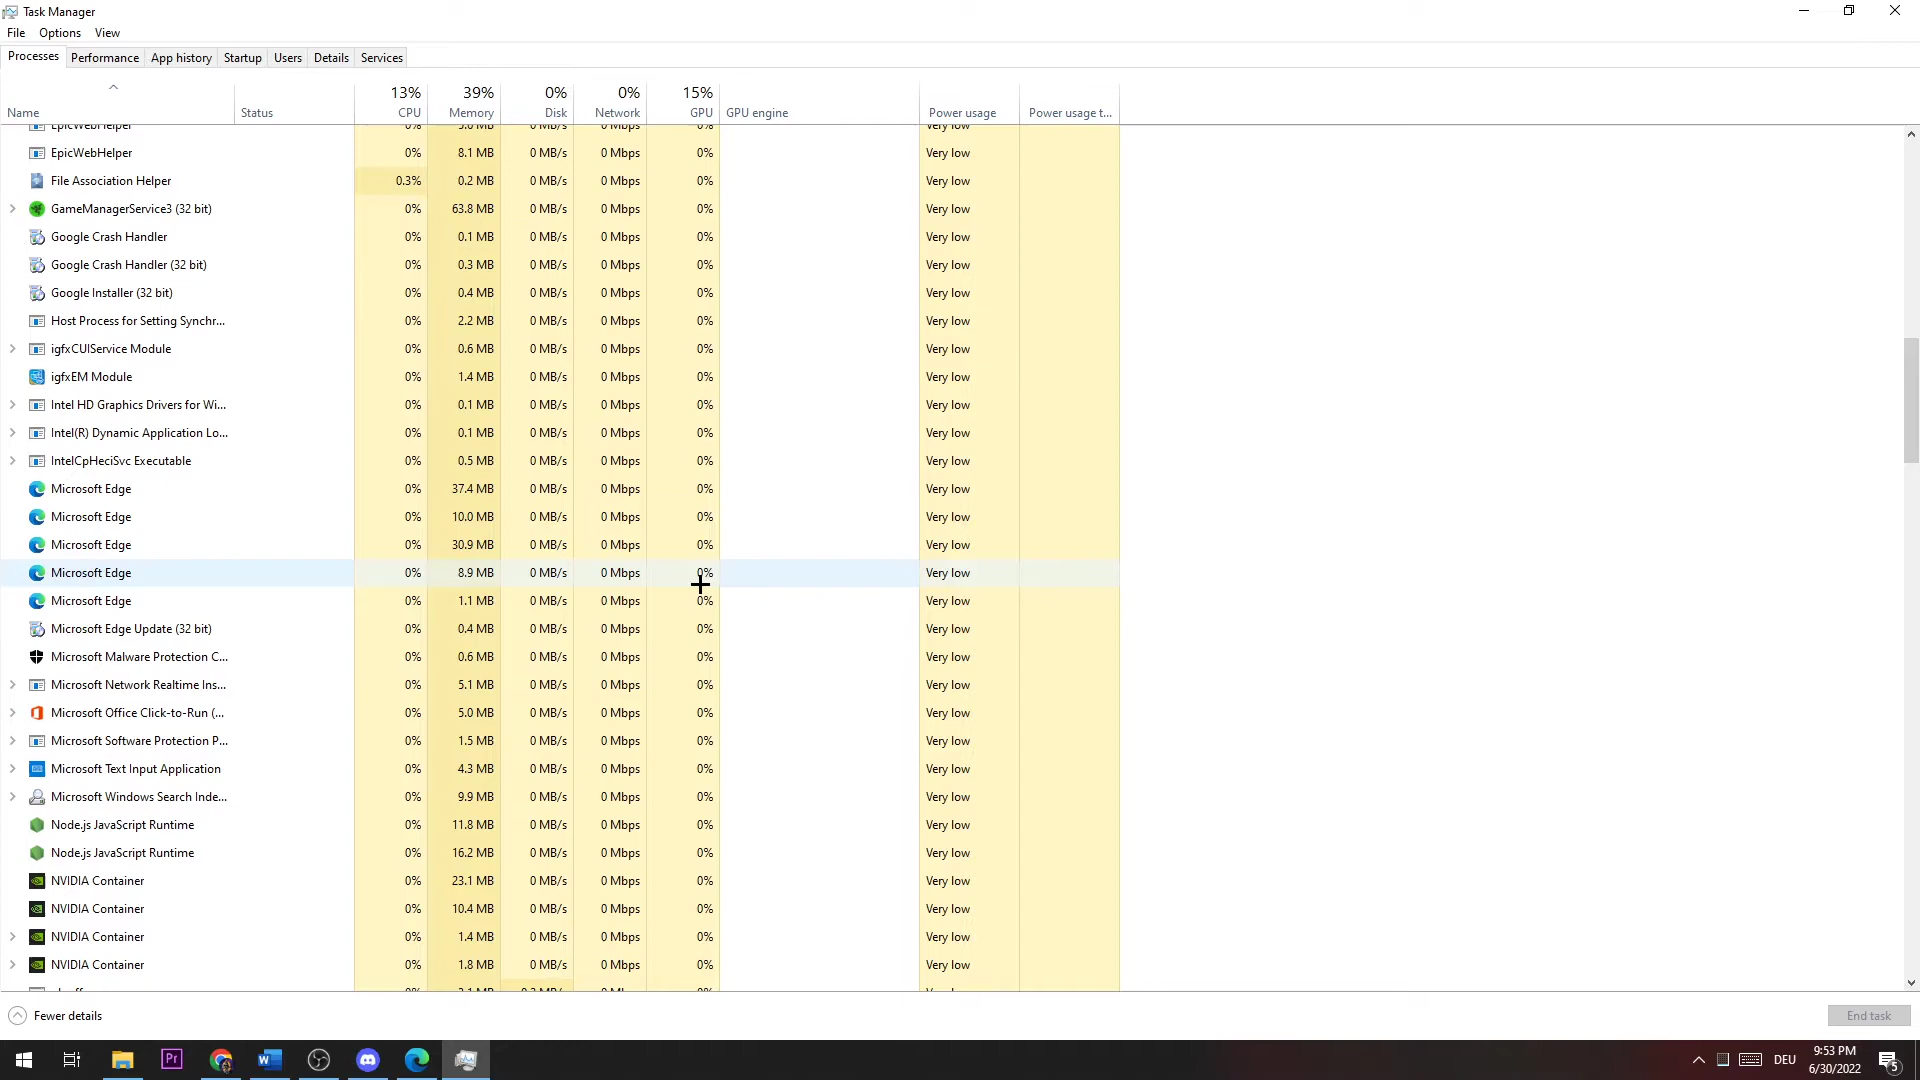 Task Manager
File Options View
Processes Performance App history Startup Users Details Services
13% 39% 0% 0% 15%
Name Status CPU Memory Disk Network GPU GPU engine Power usage Power usage t...
EpicWebHelper 0% 5.0 MB 0 MB/s 0 Mbps 0% Very low
EpicWebHelper 0% 8.1 MB 0 MB/s 0 Mbps 0% Very low
File Association Helper 0.3% 0.2 MB 0 MB/s 0 Mbps 0% Very low
GameManagerService3 (32 bit) 0% 63.8 MB 0 MB/s 0 Mbps 0% Very low
Google Crash Handler 0% 0.1 MB 0 MB/s 0 Mbps 0% Very low
Google Crash Handler (32 bit) 0% 0.3 MB 0 MB/s 0 Mbps 0% Very low
Google Installer (32 bit) 0% 0.4 MB 0 MB/s 0 Mbps 0% Very low
Host Process for Setting Synchr... 0% 2.2 MB 0 MB/s 0 Mbps 0% Very low
igfxCUIService Module 0% 0.6 MB 0 MB/s 0 Mbps 0% Very low
igfxEM Module 0% 1.4 MB 0 MB/s 0 Mbps 0% Very low
Intel HD Graphics Drivers for Wi... 0% 0.1 MB 0 MB/s 0 Mbps 0% Very low
Intel(R) Dynamic Application Lo... 0% 0.1 MB 0 MB/s 0 Mbps 0% Very low
IntelCpHeciSvc Executable 0% 0.5 MB 0 MB/s 0 Mbps 0% Very low
Microsoft Edge 0% 37.4 MB 0 MB/s 0 Mbps 0% Very low
Microsoft Edge 0% 10.0 MB 0 MB/s 0 Mbps 0% Very low
Microsoft Edge 0% 30.9 MB 0 MB/s 0 Mbps 0% Very low
Microsoft Edge 0% 8.9 MB 0 MB/s 0 Mbps 0% Very low
Microsoft Edge 0% 1.1 MB 0 MB/s 0 Mbps 0% Very low
Microsoft Edge Update (32 bit) 0% 0.4 MB 0 MB/s 0 Mbps 0% Very low
Microsoft Malware Protection C... 0% 0.6 MB 0 MB/s 0 Mbps 0% Very low
Microsoft Network Realtime Ins... 0% 5.1 MB 0 MB/s 0 Mbps 0% Very low
Microsoft Office Click-to-Run (... 0% 5.0 MB 0 MB/s 0 Mbps 0% Very low
Microsoft Software Protection P... 0% 1.5 MB 0 MB/s 0 Mbps 0% Very low
Microsoft Text Input Application 0% 4.3 MB 0 MB/s 0 Mbps 0% Very low
Microsoft Windows Search Inde... 0% 9.9 MB 0 MB/s 0 Mbps 0% Very low
Node.js JavaScript Runtime 0% 11.8 MB 0 MB/s 0 Mbps 0% Very low
Node.js JavaScript Runtime 0% 16.2 MB 0 MB/s 0 Mbps 0% Very low
NVIDIA Container 0% 23.1 MB 0 MB/s 0 Mbps 0% Very low
NVIDIA Container 0% 10.4 MB 0 MB/s 0 Mbps 0% Very low
NVIDIA Container 0% 1.4 MB 0 MB/s 0 Mbps 0% Very low
NVIDIA Container 0% 1.8 MB 0 MB/s 0 Mbps 0% Very low
Fewer details End task
Pr W DEU 9:53 PM
6/30/2022 5